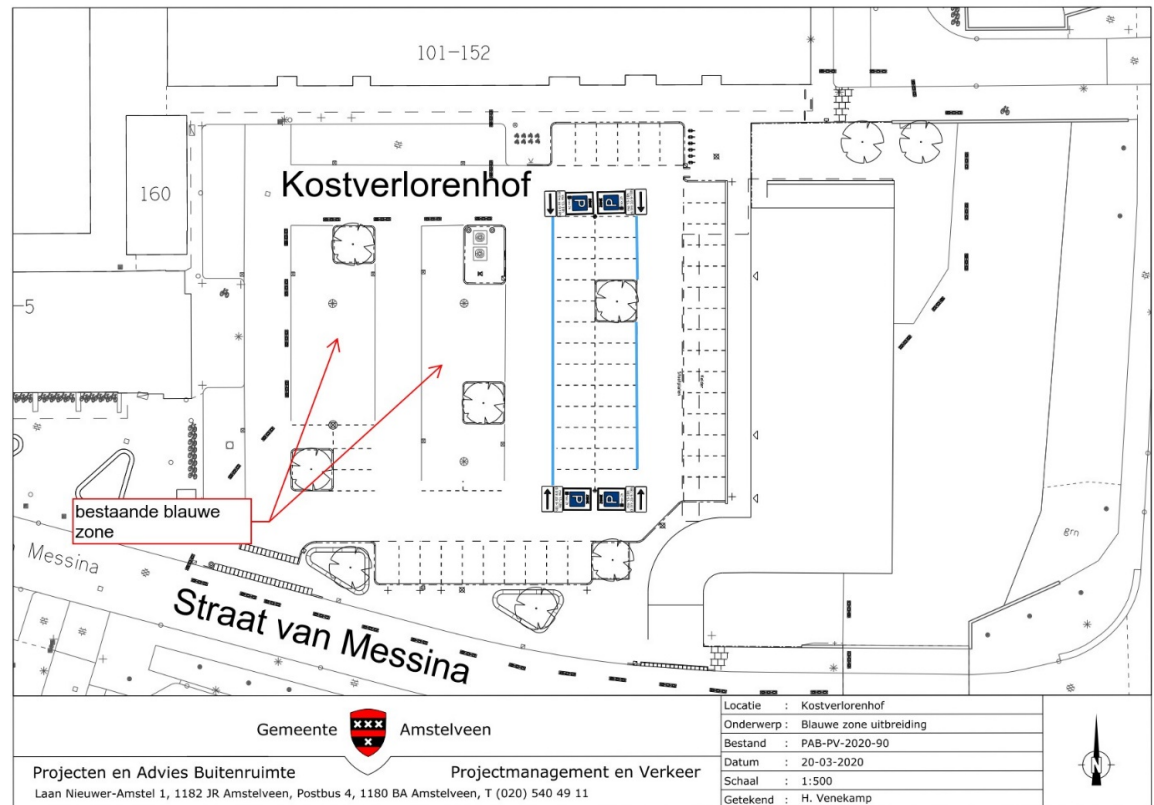 101-152
Kostverlorenhof
160
-5
bestaande blauwe
zone
Messina
Straat van Messina
grn
Gemeente Amstelveen
Projecten en Advies Buitenruimte
Projectmanagement en Verkeer
Laan Nieuwer-Amstel 1, 1182 JR Amstelveen, Postbus 4, 1180 BA Amstelveen, T (020) 540 49 11
Locatie : Kostverlorenhof
Onderwerp : Blauwe zone uitbreiding
Bestand : PAB-PV-2020-90
Datum : 20-03-2020
Schaal : 1:500
Getekend : H. Venekamp